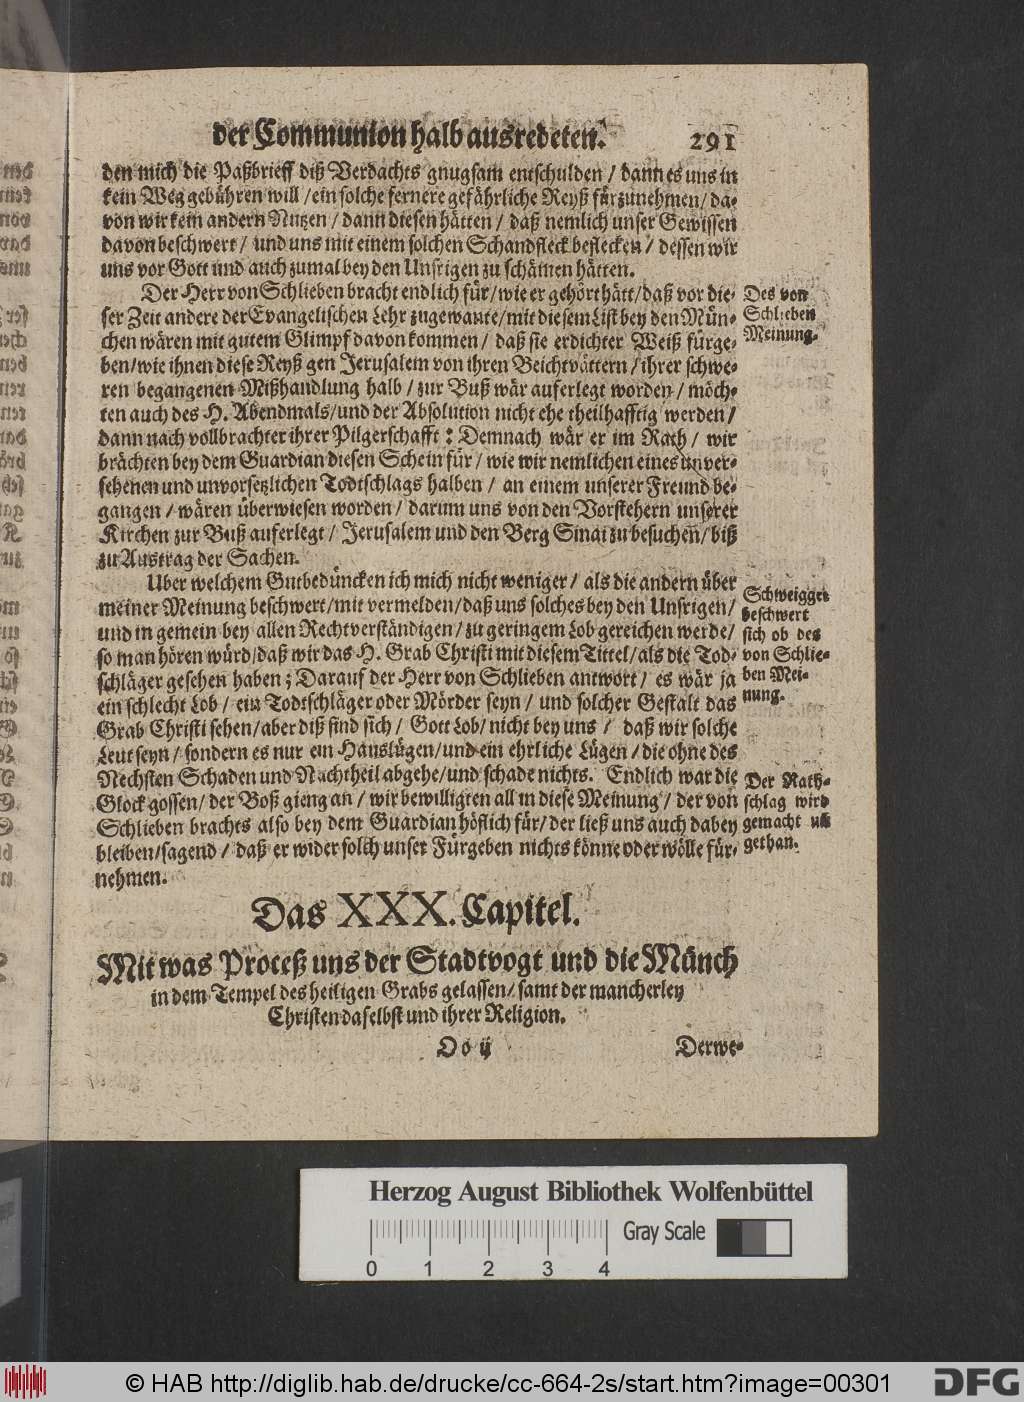 der Communion halb ausredeten. 291
den mich die Paßbrieff diß Verdachts gnugsam entschulden / dann es uns in
kein Weg gebühren will / ein solche fernere gefährliche Reyß fürzunehmen / da-
von wir kein andern Nutzen / dann diesen hätten / daß nemlich unser Gewissen
davon beschwert / und uns mit einem solchen Schandfleck beflecken / dessen wir
uns vor Gott und auch zumal bey den Unsrigen zu schämen hätten.
Der Herr von Schlieben bracht endlich für / wie er gehört hätt / daß vor die-
ser Zeit andere der Evangelischen Lehr zugewante / mit diesem List bey den Mün-
chen wären mit gutem Glimpf davon kommen / daß sie erdichter Weiß fürge-
ben / wie ihnen diese Reyß gen Jerusalem von ihren Beichtvättern / ihrer schwe-
ren begangenen Mißhandlung halb / zur Buß wär auferlegt worden / möch-
ten auch des H. Abendmals / und der Absolution nicht ehe theilhafftig werden /
dann nach vollbrachter ihrer Pilgerschafft : Demnach wär er im Rath / wir
brächten bey dem Guardian diesen Schein für / wie wir nemlichen eines unver-
sehenen und unvorsetzlichen Todtschlags halben / an einem unserer Freund be-
gangen / wären überwiesen worden / darum uns von den Vorstehern unserer
Kirchen zur Buß auferlegt / Jerusalem und den Berg Sinai zu besuchen / biß
zu Austrag der Sachen.
Des von
Schlieben
Meinung.
Uber welchem Gutbedüncken ich mich nicht weniger / als die andern über
meiner Meinung beschwert / mit vermelden / daß uns solches bey den Unsrigen /
und in gemein bey allen Rechtverständigen / zu geringem Lob gereichen werde /
so man hören würd / daß wir das H. Grab Christi mit diesem Tittel / als die Tod-
schläger gesehen haben ; Darauf der Herr von Schlieben antwort / es wär ja
ein schlecht Lob / ein Todtschläger oder Mörder seyn / und solcher Gestalt das
Grab Christi sehen / aber diß sind sich / Gott Lob / nicht bey uns / daß wir solche
Leut seyn / sondern es nur ein Hauslügen / und ein ehrliche Lügen / die ohne des
Nechsten Schaden und Nachtheil abgehe / und schade nichts. Endlich war die
Glock gossen / der Boß gieng an / wir bewilligten all in diese Meinung / der von
Schlieben brachts also bey dem Guardian höflich für / der ließ uns auch dabey
bleiben / sagend / daß er wider solch unser Fürgeben nichts könne oder wölle für-
nehmen.
Schweigger
beschwert
sich ob des
von Schlie-
ben Mei-
nung.
Der Rath-
schlag wird
gemacht uñ
gethan.
Das XXX. Capitel.
Mit was Proceß uns der Stadtvogt und die Münch
in dem Tempel des heiligen Grabs gelassen / samt der mancherley
Christen daselbst und ihrer Religion.
O o ij Derwe-
Herzog August Bibliothek Wolfenbüttel
Gray Scale
0 1 2 3 4
© HAB http://diglib.hab.de/drucke/cc-664-2s/start.htm?image=00301
DFG